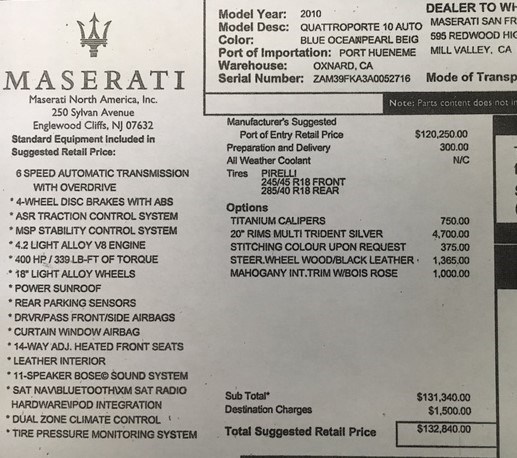 MASERATI
Maserati North America, Inc.
250 Sylvan Avenue
Englewood Cliffs, NJ 07632
Standard Equipment Included in
Suggested Retail Price:
6 SPEED AUTOMATIC TRANSMISSION
WITH OVERDRIVE
* 4-WHEEL DISC BRAKES WITH ABS
* ASR TRACTION CONTROL SYSTEM
* MSP STABILITY CONTROL SYSTEM
* 4.2 LIGHT ALLOY V8 ENGINE
* 400 HP / 339 LB-FT OF TORQUE
* 18" LIGHT ALLOY WHEELS
* POWER SUNROOF
* REAR PARKING SENSORS
* DRVR/PASS FRONT/SIDE AIRBAGS
* CURTAIN WINDOW AIRBAG
* 14-WAY ADJ. HEATED FRONT SEATS
* LEATHER INTERIOR
* 11-SPEAKER BOSE© SOUND SYSTEM
* SAT NAV\BLUETOOTH\XM SAT RADIO
HARDWARE\IPOD INTEGRATION
* DUAL ZONE CLIMATE CONTROL
* TIRE PRESSURE MONITORING SYSTEM
Model Year: 2010
Model Desc: QUATTROPORTE 10 AUTO
Color: BLUE OCEAN\PEARL BEIG
Port of Importation: PORT HUENEME
Warehouse: OXNARD, CA
Serial Number: ZAM39FKA3A0052716 Mode of Transp
DEALER TO WH
MASERATI SAN FR
595 REDWOOD HIG
MILL VALLEY, CA
Note: Parts content does not in
Manufacturer's Suggested
Port of Entry Retail Price $120,250.00
Preparation and Delivery 300.00
All Weather Coolant N/C
Tires PIRELLI
245/45 R18 FRONT
285/40 R18 REAR
Options
TITANIUM CALIPERS 750.00
20" RIMS MULTI TRIDENT SILVER 4,700.00
STITCHING COLOUR UPON REQUEST 375.00
STEER.WHEEL WOOD/BLACK LEATHER 1,365.00
MAHOGANY INT.TRIM W/BOIS ROSE 1,000.00
Sub Total* $131,340.00
Destination Charges $1,500.00
Total Suggested Retail Price $132,840.00